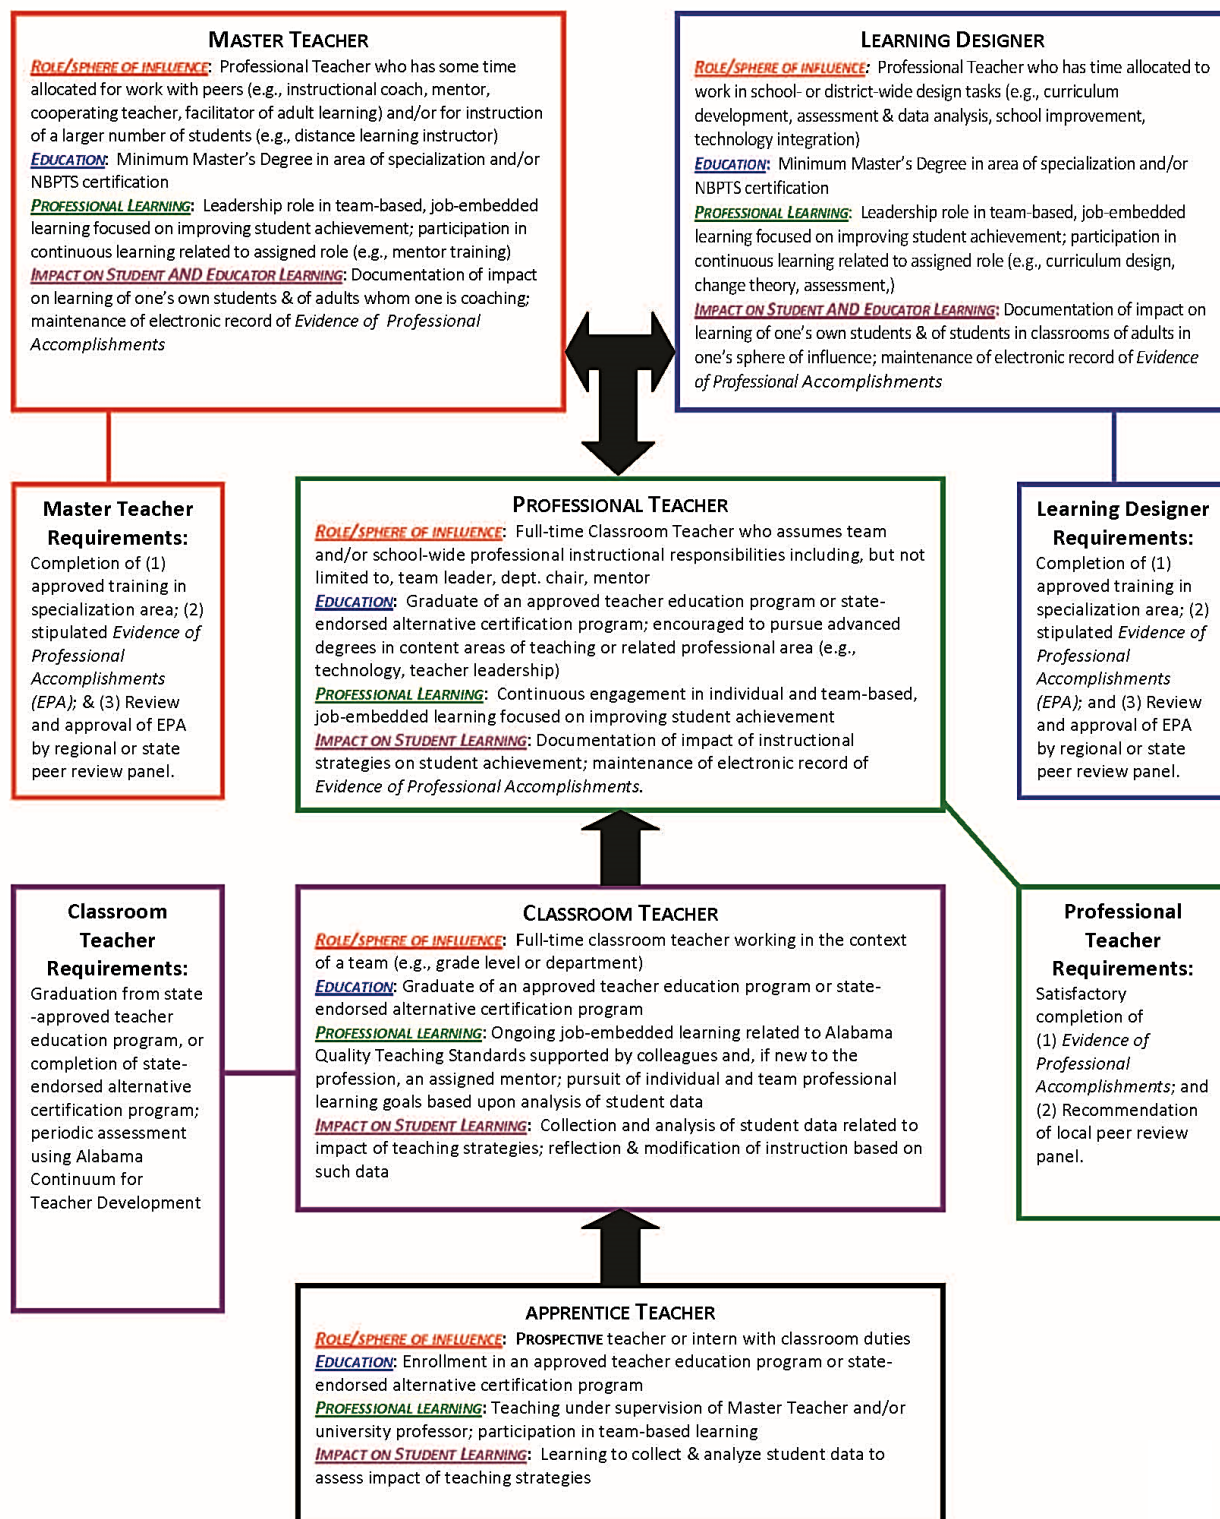 MASTER TEACHER
ROLE/SPHERE OF INFLUENCE: Professional Teacher who has some time
allocated for work with peers (e.g., instructional coach, mentor,
cooperating teacher, facilitator of adult learning) and/or for instruction
of a larger number of students (e.g., distance learning instructor)
EDUCATION: Minimum Master's Degree in area of specialization and/or
NBPTS certification
PROFESSIONAL LEARNING: Leadership role in team-based, job-embedded
learning focused on improving student achievement; participation in
continuous learning related to assigned role (e.g., mentor training)
IMPACT ON STUDENT AND EDUCATOR LEARNING: Documentation of impact
on learning of one's own students & of adults whom one is coaching;
maintenance of electronic record of Evidence of Professional
Accomplishments
LEARNING DESIGNER
ROLE/SPHERE OF INFLUENCE: Professional Teacher who has time allocated to
work in school- or district-wide design tasks (e.g., curriculum
development, assessment & data analysis, school improvement,
technology integration)
EDUCATION: Minimum Master's Degree in area of specialization and/or
NBPTS certification
PROFESSIONAL LEARNING: Leadership role in team-based, job-embedded
learning focused on improving student achievement; participation in
continuous learning related to assigned role (e.g., curriculum design,
change theory, assessment,)
IMPACT ON STUDENT AND EDUCATOR LEARNING: Documentation of impact on
learning of one's own students & of students in classrooms of adults in
one's sphere of influence; maintenance of electronic record of Evidence
of Professional Accomplishments
Master Teacher
Requirements:
Completion of (1)
approved training in
specialization area; (2)
stipulated Evidence of
Professional
Accomplishments
(EPA); & (3) Review
and approval of EPA
by regional or state
peer review panel.
PROFESSIONAL TEACHER
ROLE/SPHERE OF INFLUENCE: Full-time Classroom Teacher who assumes team
and/or school-wide professional instructional responsibilities including, but not
limited to, team leader, dept. chair, mentor
EDUCATION: Graduate of an approved teacher education program or state-
endorsed alternative certification program; encouraged to pursue advanced
degrees in content areas of teaching or related professional area (e.g.,
technology, teacher leadership)
PROFESSIONAL LEARNING: Continuous engagement in individual and team-based,
job-embedded learning focused on improving student achievement
IMPACT ON STUDENT LEARNING: Documentation of impact of instructional
strategies on student achievement; maintenance of electronic record of
Evidence of Professional Accomplishments.
Learning Designer
Requirements:
Completion of (1)
approved training in
specialization area; (2)
stipulated Evidence of
Professional
Accomplishments
(EPA); and (3) Review
and approval of EPA
by regional or state
peer review panel.
Classroom
Teacher
Requirements:
Graduation from state
-approved teacher
education program, or
completion of state-
endorsed alternative
certification program;
periodic assessment
using Alabama
Continuum for
Teacher Development
CLASSROOM TEACHER
ROLE/SPHERE OF INFLUENCE: Full-time classroom teacher working in the context
of a team (e.g., grade level or department)
EDUCATION: Graduate of an approved teacher education program or state-
endorsed alternative certification program
PROFESSIONAL LEARNING: Ongoing job-embedded learning related to Alabama
Quality Teaching Standards supported by colleagues and, if new to the
profession, an assigned mentor; pursuit of individual and team professional
learning goals based upon analysis of student data
IMPACT ON STUDENT LEARNING: Collection and analysis of student data related to
impact of teaching strategies; reflection & modification of instruction based on
such data
Professional
Teacher
Requirements:
Satisfactory
completion of
(1) Evidence of
Professional
Accomplishments; and
(2) Recommendation
of local peer review
panel.
APPRENTICE TEACHER
ROLE/SPHERE OF INFLUENCE: PROSPECTIVE teacher or intern with classroom duties
EDUCATION: Enrollment in an approved teacher education program or state-
endorsed alternative certification program
PROFESSIONAL LEARNING: Teaching under supervision of Master Teacher and/or
university professor; participation in team-based learning
IMPACT ON STUDENT LEARNING: Learning to collect & analyze student data to
assess impact of teaching strategies